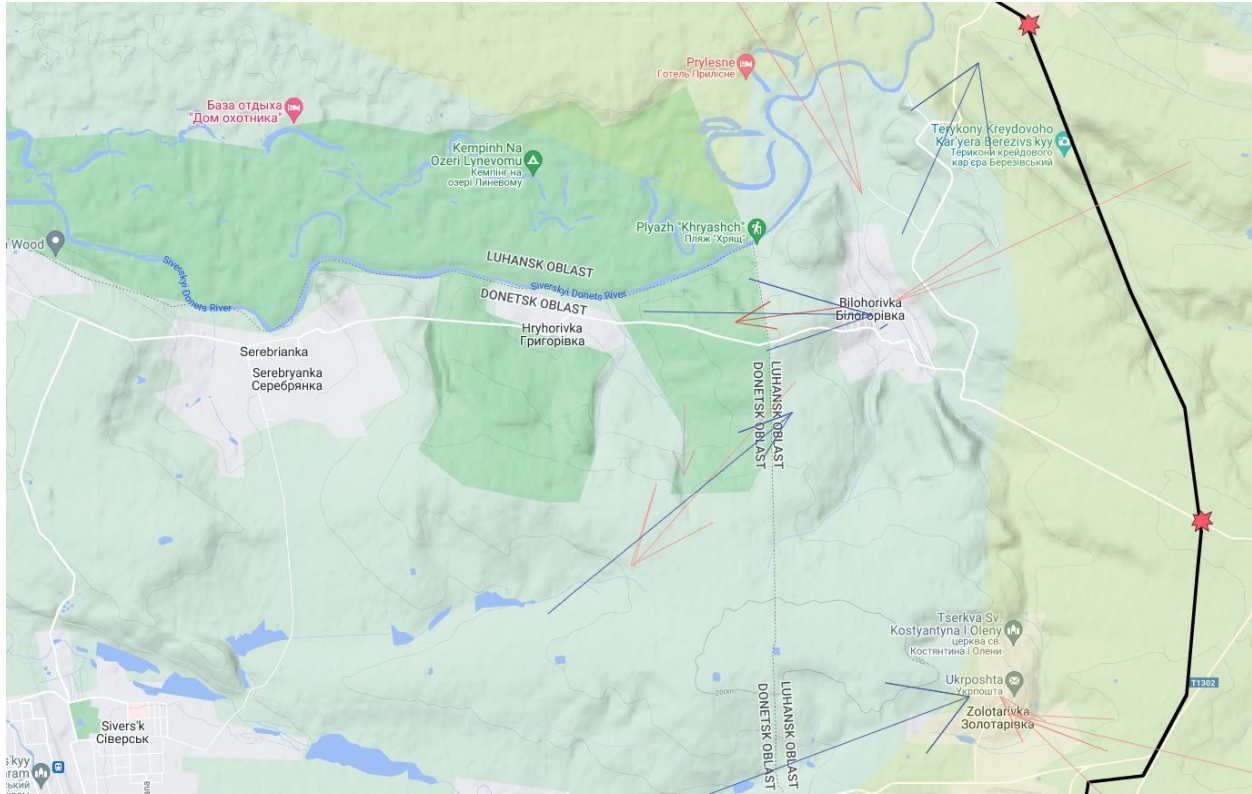 Prylesne
Готель Прилісне
База отдыха
"Дом охотника"
Kempinh Na
Ozeri Lynevomu
Кемпінг на
озері Линевому
Terykony Kreydovoho
Kar'yera Berezivs'kyy
Терикони крейдового
кар'єра Березівський
Plyazh "Khryashch"
Пляж "Хрящ"
Wood
Siverskyi
Donets River
LUHANSK OBLAST
Siverskyi Donets River
DONETSK OBLAST
Bilohorivka
Білогорівка
Hryhorivka
Григорівка
Serebrianka
Serebryanka
Серебрянка
LUHANSK OBLAST
DONETSK OBLAST
Tserkva Sv.
Kostyantyna I Oleny
церква св.
Костянтина і Олени
200m
200m
Ukrposhta
Укрпошта
T1302
Zolotarivka
Золотарівка
LUHANSK OBLAST
DONETSK OBLAST
Sivers'k
Сіверськ